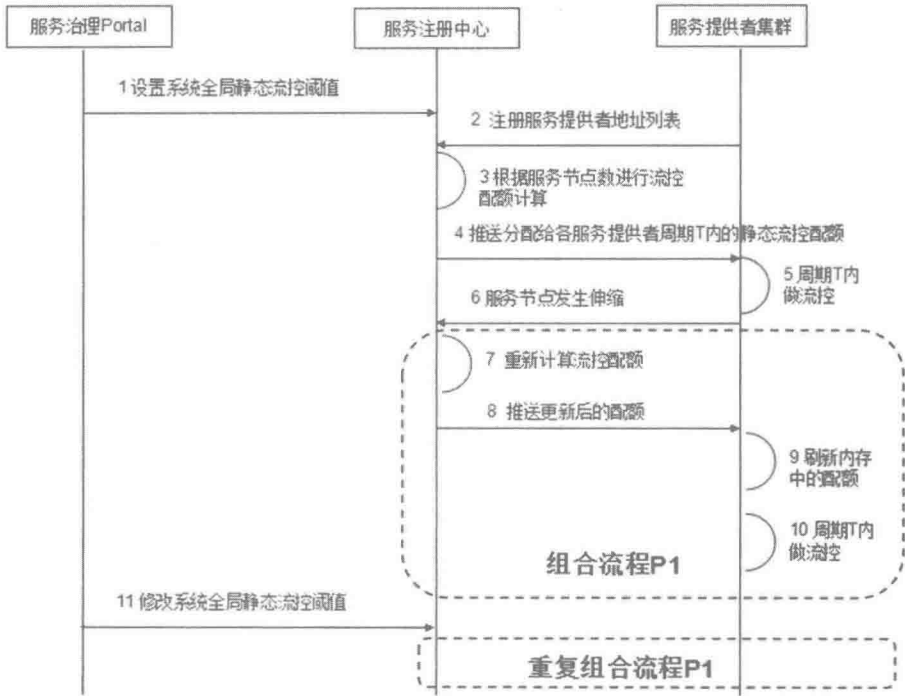 服务治理Portal
服务注册中心
服务提供者集群
1 设置系统全局静态流控阈值
2 注册服务提供者地址列表
3 根据服务节点数进行流控
配额计算
4 推送分配给各服务提供者周期T内的静态流控配额
5 周期T内
做流控
6 服务节点发生伸缩
7 重新计算流控配额
8 推送更新后的配额
9 刷新内存
中的配额
10 周期T内
做流控
组合流程P1
11 修改系统全局静态流控阈值
重复组合流程P1